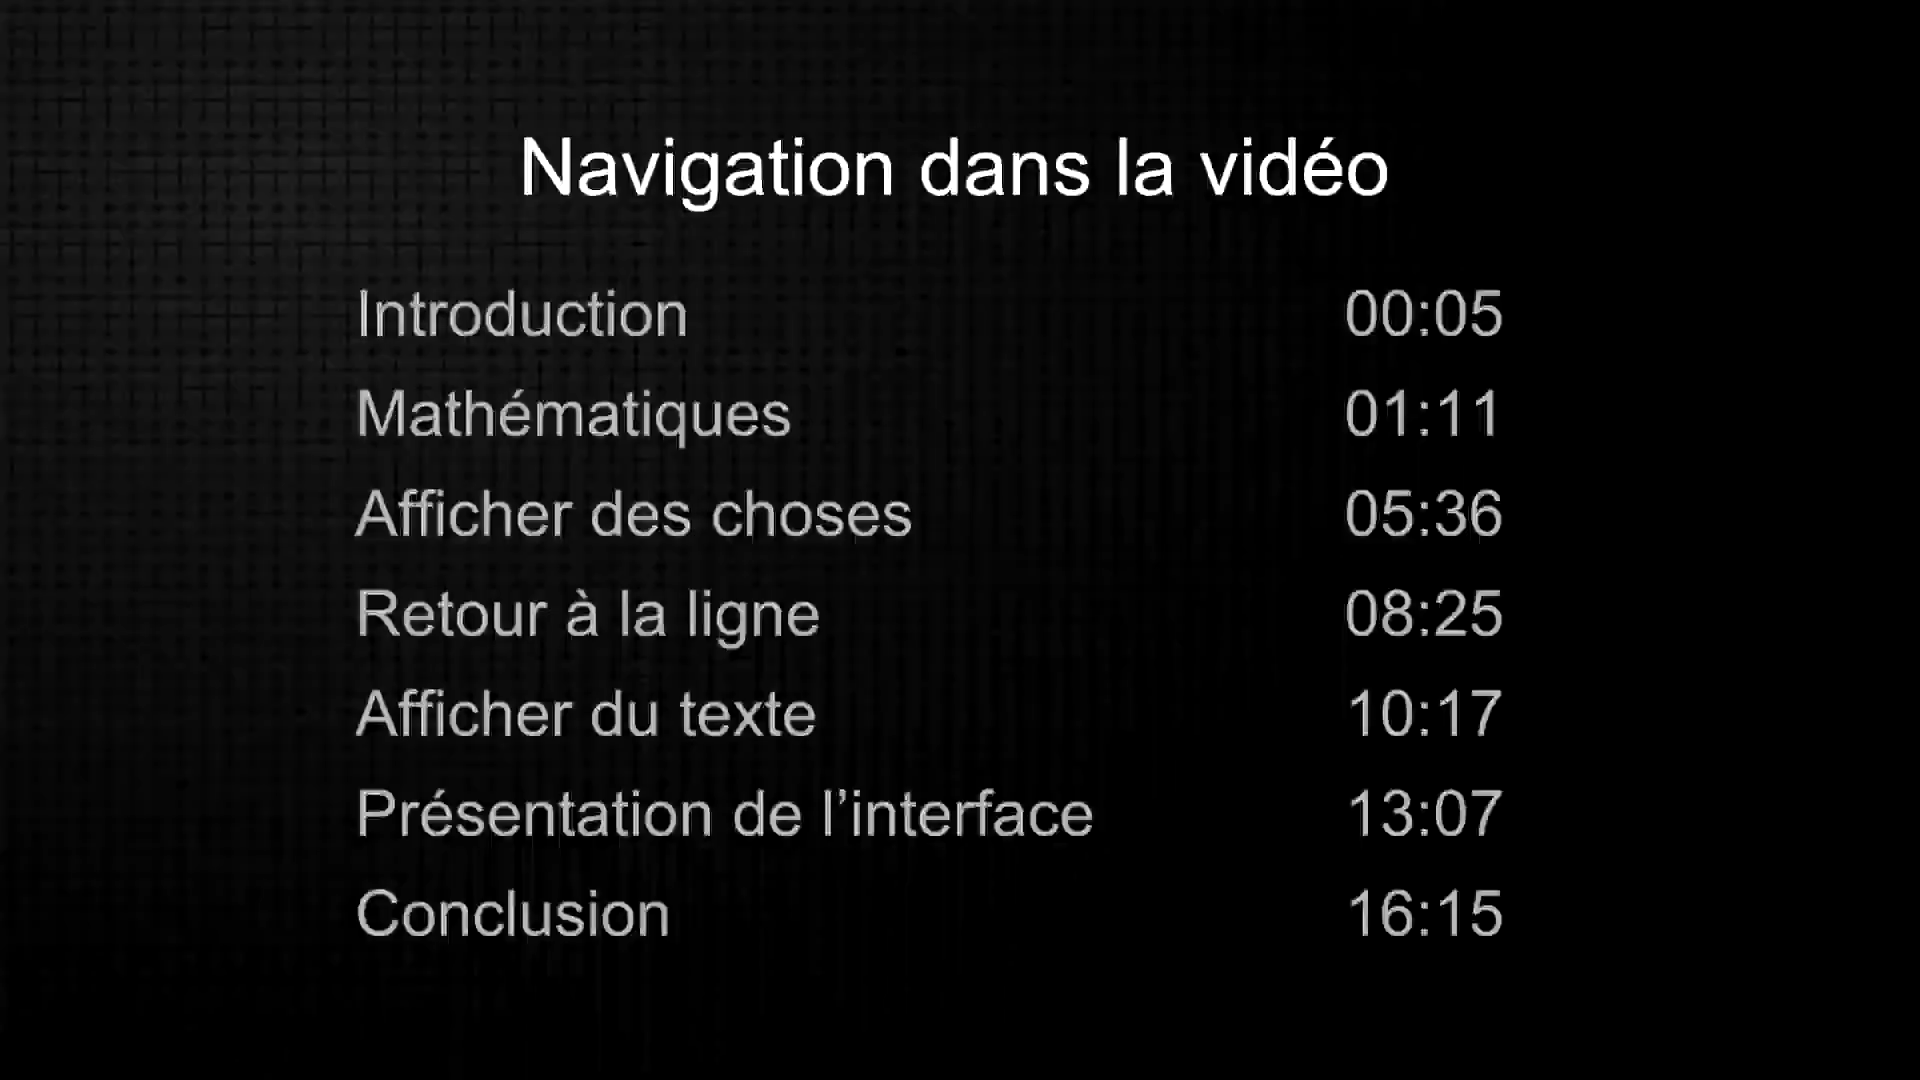 Navigation dans la vidéo
Introduction 00:05
Mathématiques 01:11
Afficher des choses 05:36
Retour à la ligne 08:25
Afficher du texte 10:17
Présentation de l’interface 13:07
Conclusion 16:15